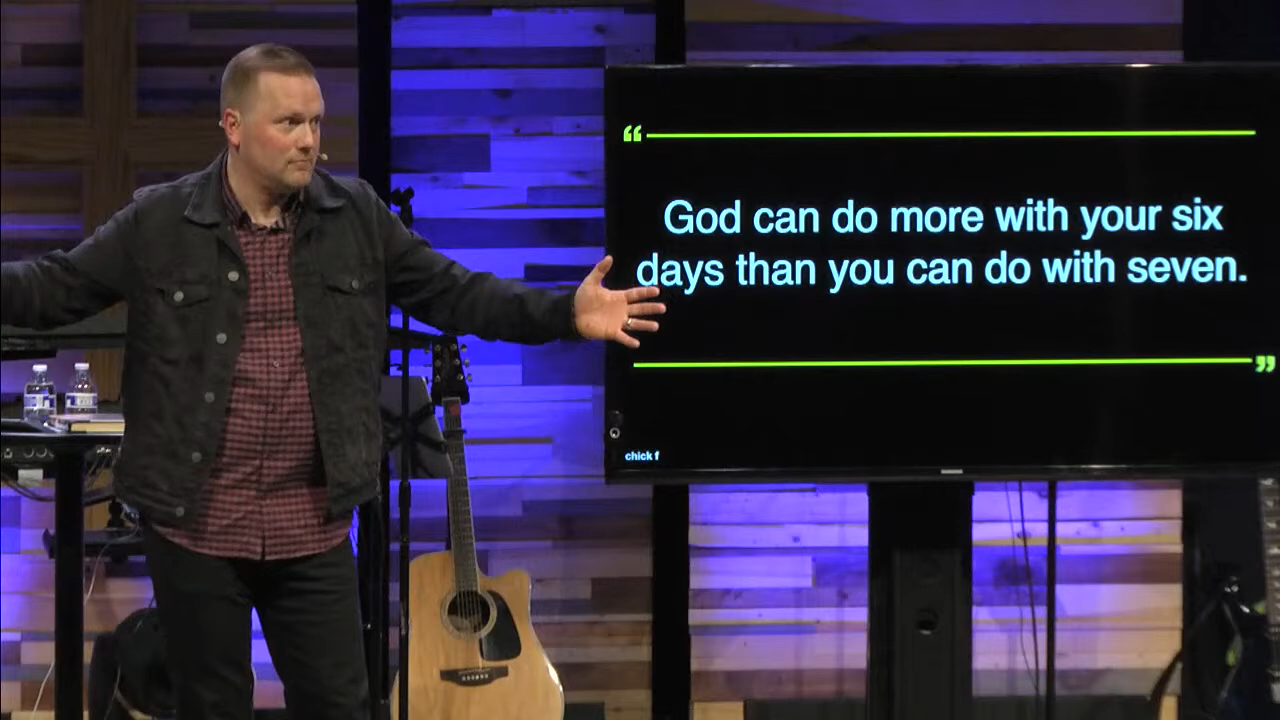 “
God can do more with your six
days than you can do with seven.
”
chick f